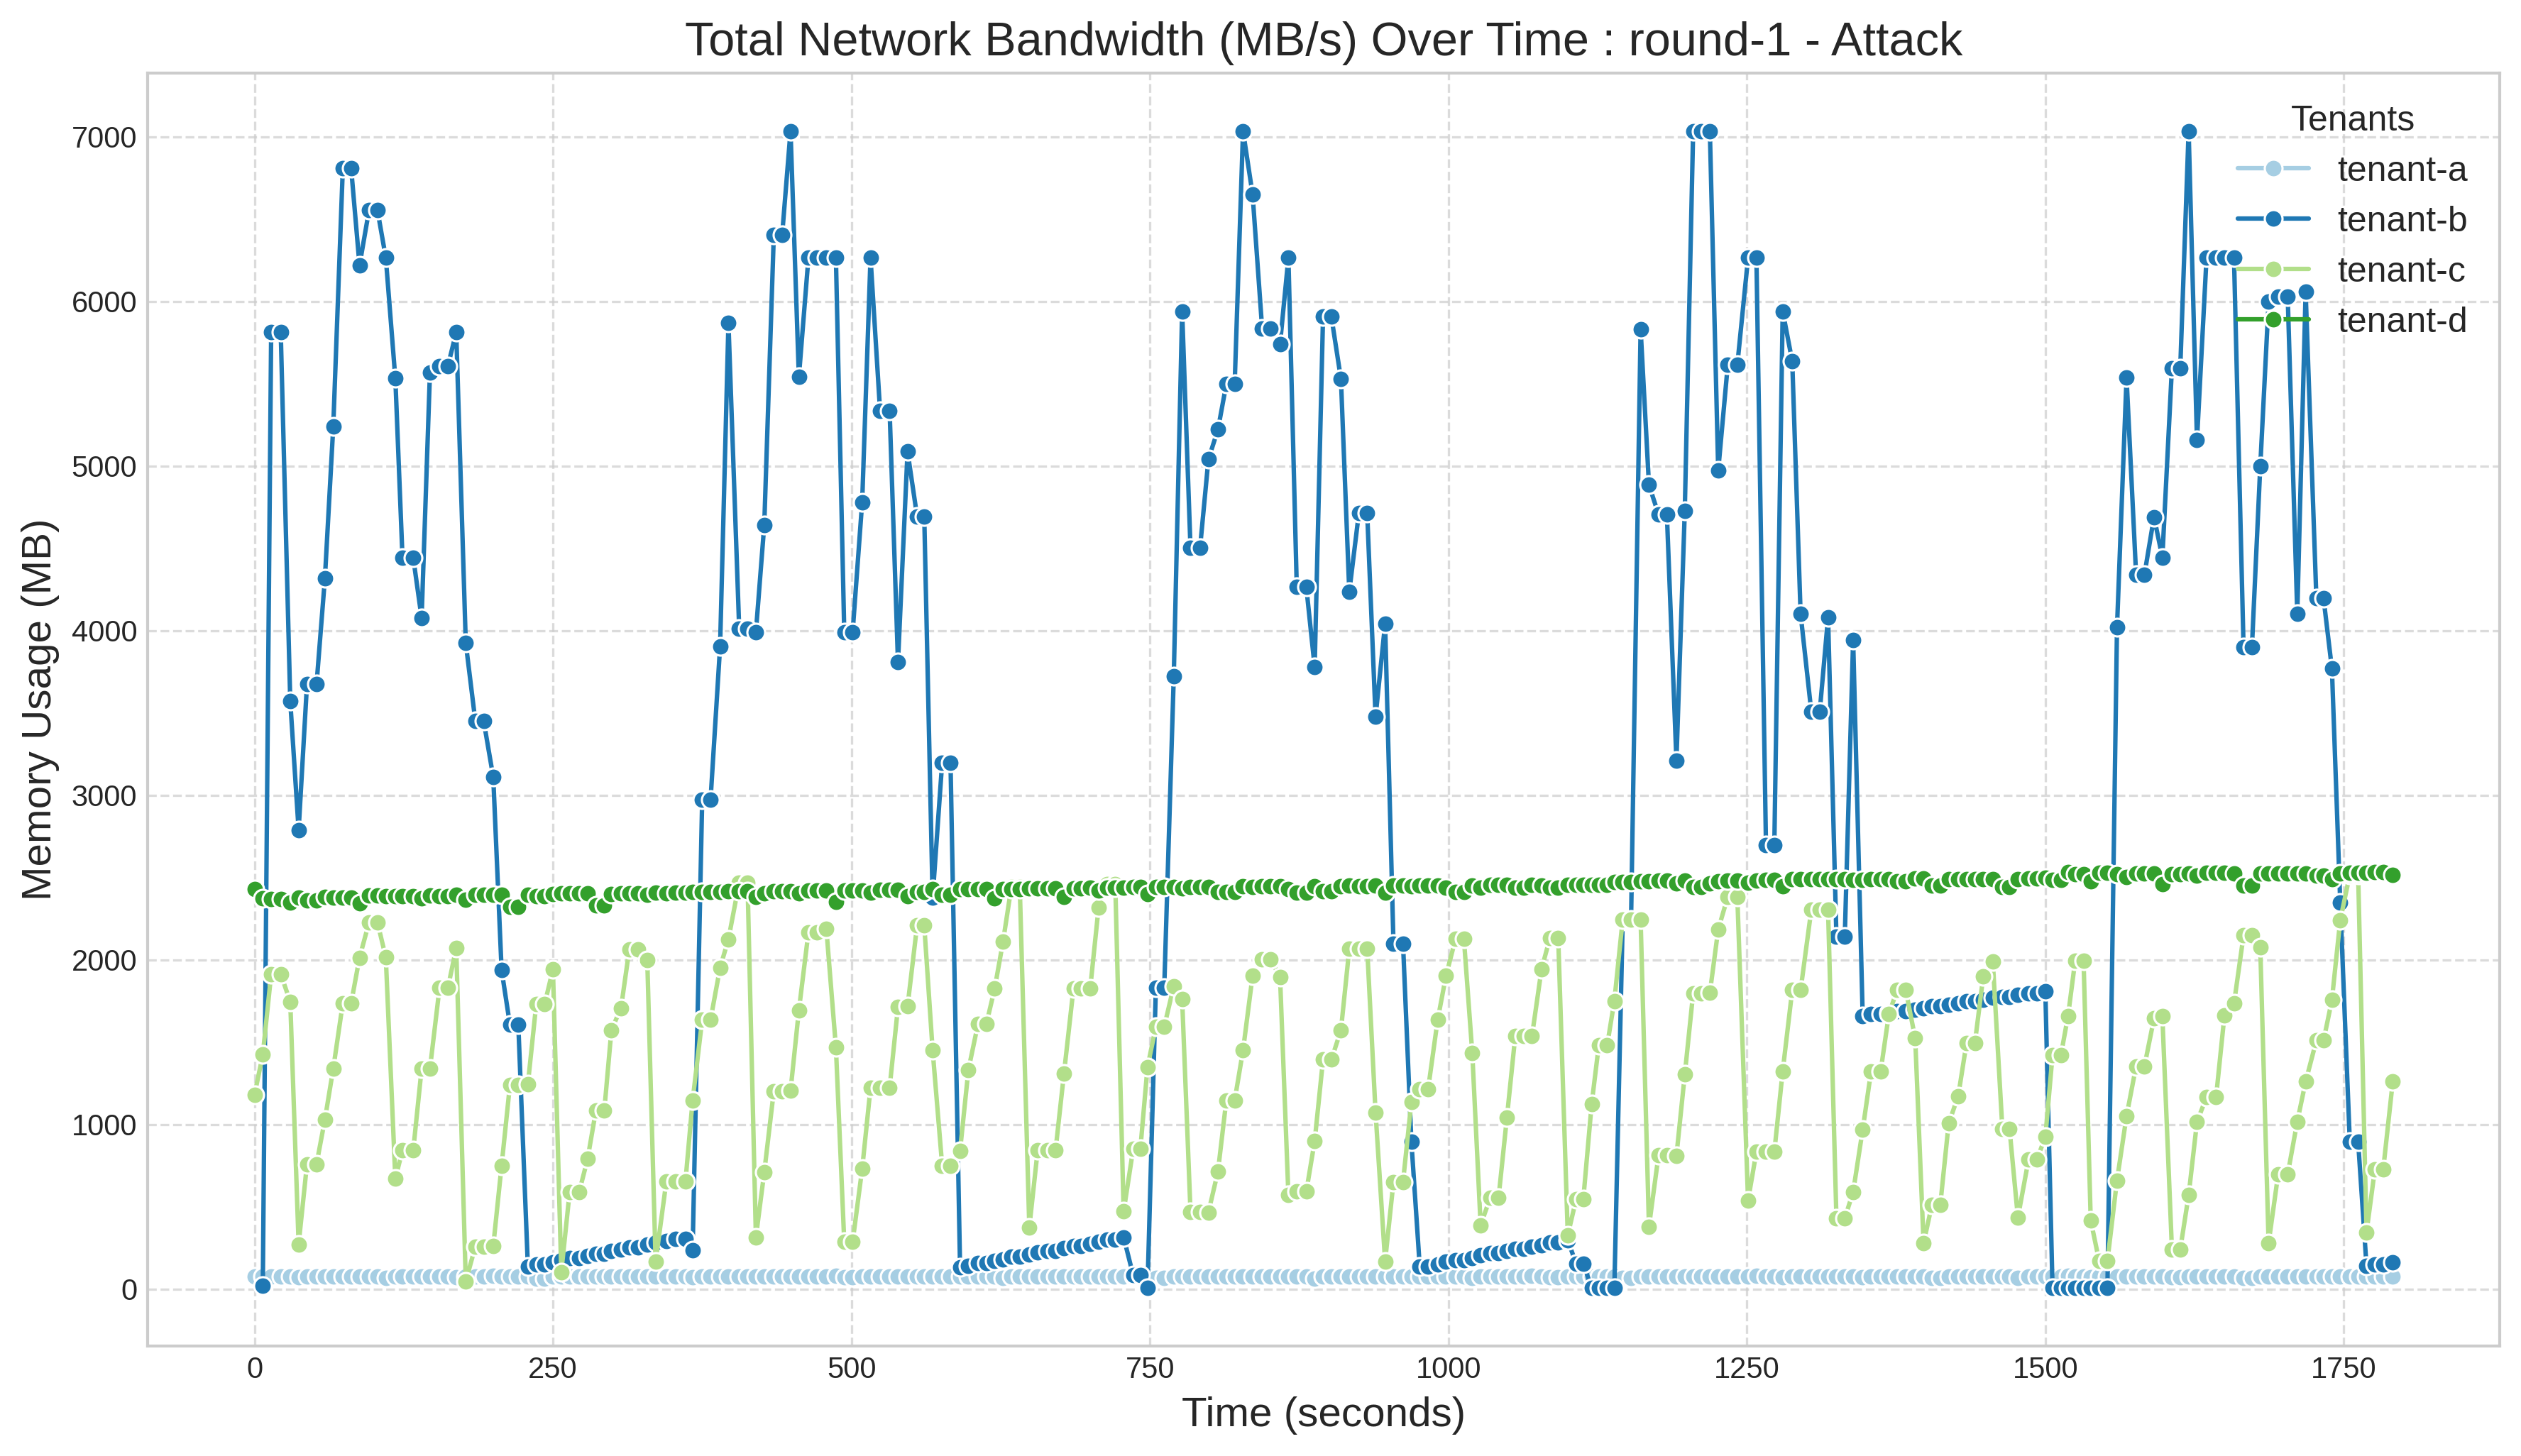 Total Network Bandwidth (MB/s) Over Time : round-1 - Attack
Memory Usage (MB)
7000
6000
5000
4000
3000
2000
1000
0
Tenants
tenant-a
tenant-b
tenant-c
tenant-d
0 250 500 750 1000 1250 1500 1750
Time (seconds)